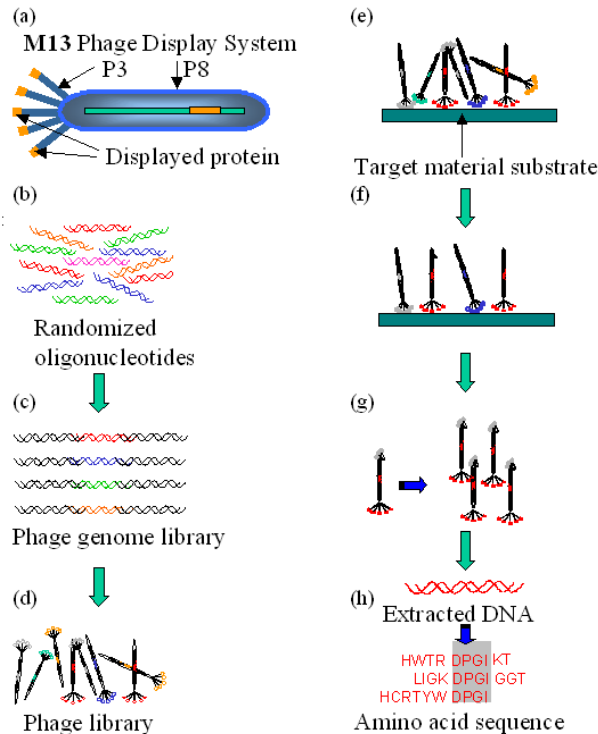 (a)
M13 Phage Display System
P3 P8
Displayed protein
(b)
:
Randomized
oligonucleotides
(c)
Phage genome library
(d)
Phage library
(e)
Target material substrate
(f)
(g)
(h)
Extracted DNA
HWTR DPGI KT
LIGK DPGI GGT
HCRTYW DPGI
Amino acid sequence